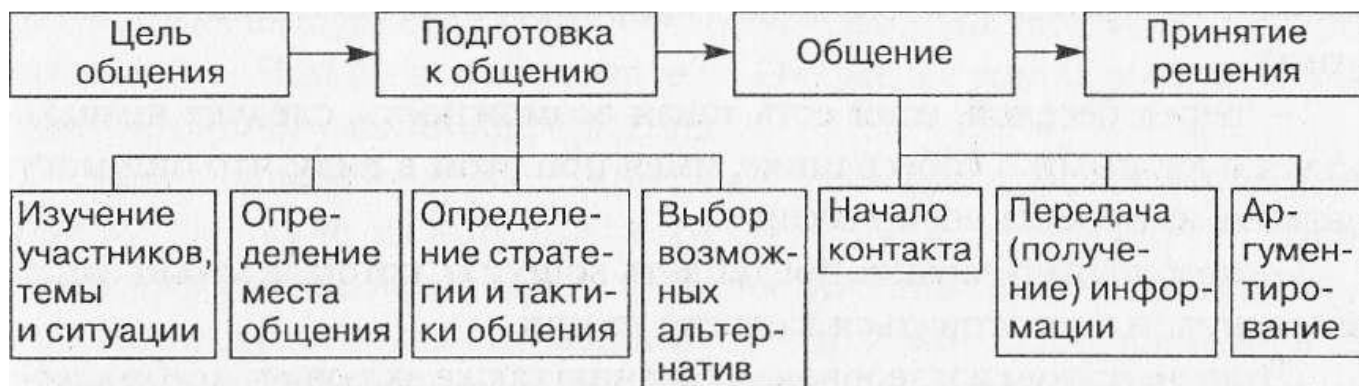 Цель
общения
Подготовка
к общению
Общение
Принятие
решения
Изучение
участников,
темы
и ситуации
Опре-
деление
места
общения
Определе-
ние страте-
гии и такти-
ки общения
Выбор
возмож-
ных
альтер-
натив
Начало
контакта
Передача
(получе-
ние) инфор-
мации
Ар-
гумен-
тиро-
вание